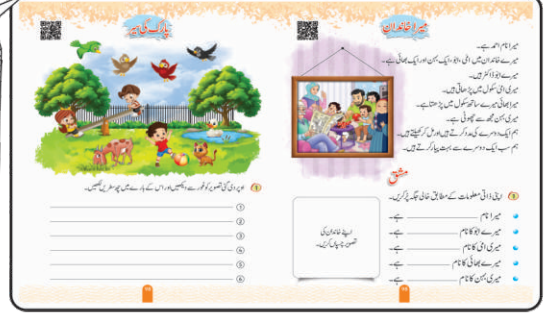 میرا خاندان
میرا نام احمد ہے۔
میرے خاندان میں امی، ابو، ایک بہن اور ایک بھائی ہے۔
میرے ابو ڈاکٹر ہیں۔
میری امی سکول میں پڑھاتی ہیں۔
میرا بھائی میرے ساتھ سکول میں پڑھتا ہے۔
میری بہن مجھ سے چھوٹی ہے۔
ہم ایک دوسرے کی مدد کرتے ہیں اور مل کر کھیلتے ہیں۔
ہم سب ایک دوسرے سے بہت پیار کرتے ہیں۔
مشق
اپنی ذاتی معلومات کے مطابق خالی جگہ پُر کریں۔
میرا نام ہے۔
میرے ابو کا نام ہے۔
میری امی کا نام ہے۔
میرے بھائی کا نام ہے۔
میری بہن کا نام ہے۔
اپنے خاندان کی
تصویر چسپاں کریں۔
پارک کی سیر
اوپر دی گئی تصویر کو غور سے دیکھیں اور اس کے بارے میں چھ سطریں لکھیں۔
①
②
③
④
⑤
⑥